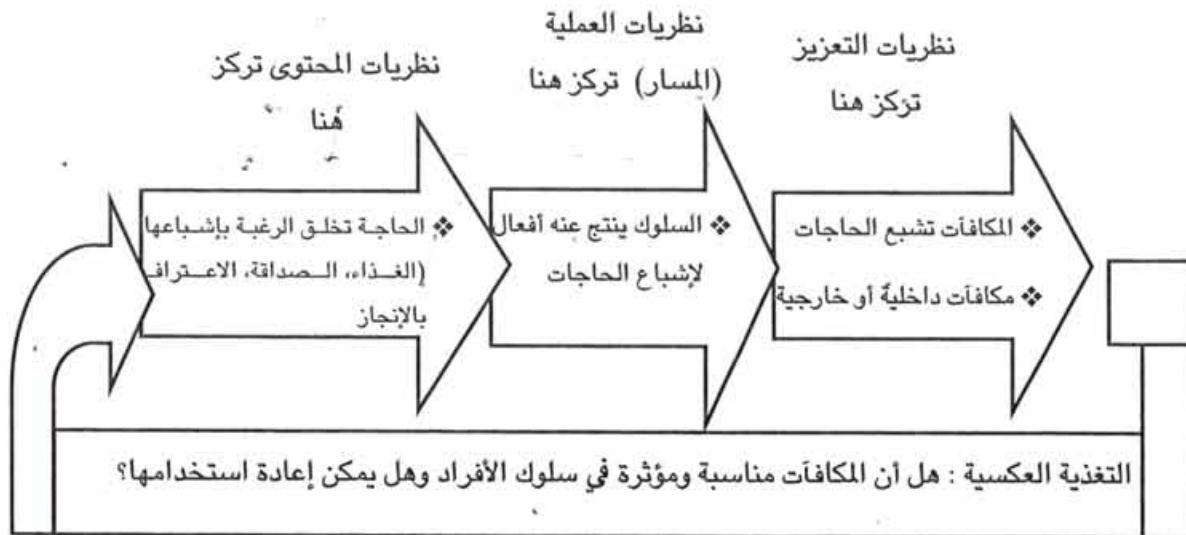 نظريات المحتوى تركز
هُنا
نظريات العملية
(المسار) تركز هنا
نظريات التعزيز
تركز هنا
❖ الحاجة تخلق الرغبة بإشباعها
(الغذاء، الصداقة، الاعتراف
بالإنجاز
❖ السلوك ينتج عنه أفعال
لإشباع الحاجات
❖ المكافآت تشبع الحاجات
❖ مكافآت داخلية أو خارجية
التغذية العكسية : هل أن المكافآت مناسبة ومؤثرة في سلوك الأفراد وهل يمكن إعادة استخدامها؟